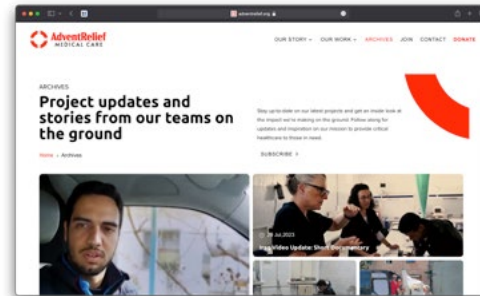 adventrelief.org
AdventRelief
MEDICAL CARE
OUR STORY
OUR WORK
ARCHIVES
JOIN
CONTACT
DONATE
ARCHIVES
Project updates and
stories from our teams on
the ground
Stay up-to-date on our latest projects and get an inside look at
the impact we're making on the ground. Follow along for
updates and inspiration on our mission to provide critical
healthcare to those in need.
Home > Archives
SUBSCRIBE >
29 Jul, 2023
Video Update: Short Documentary